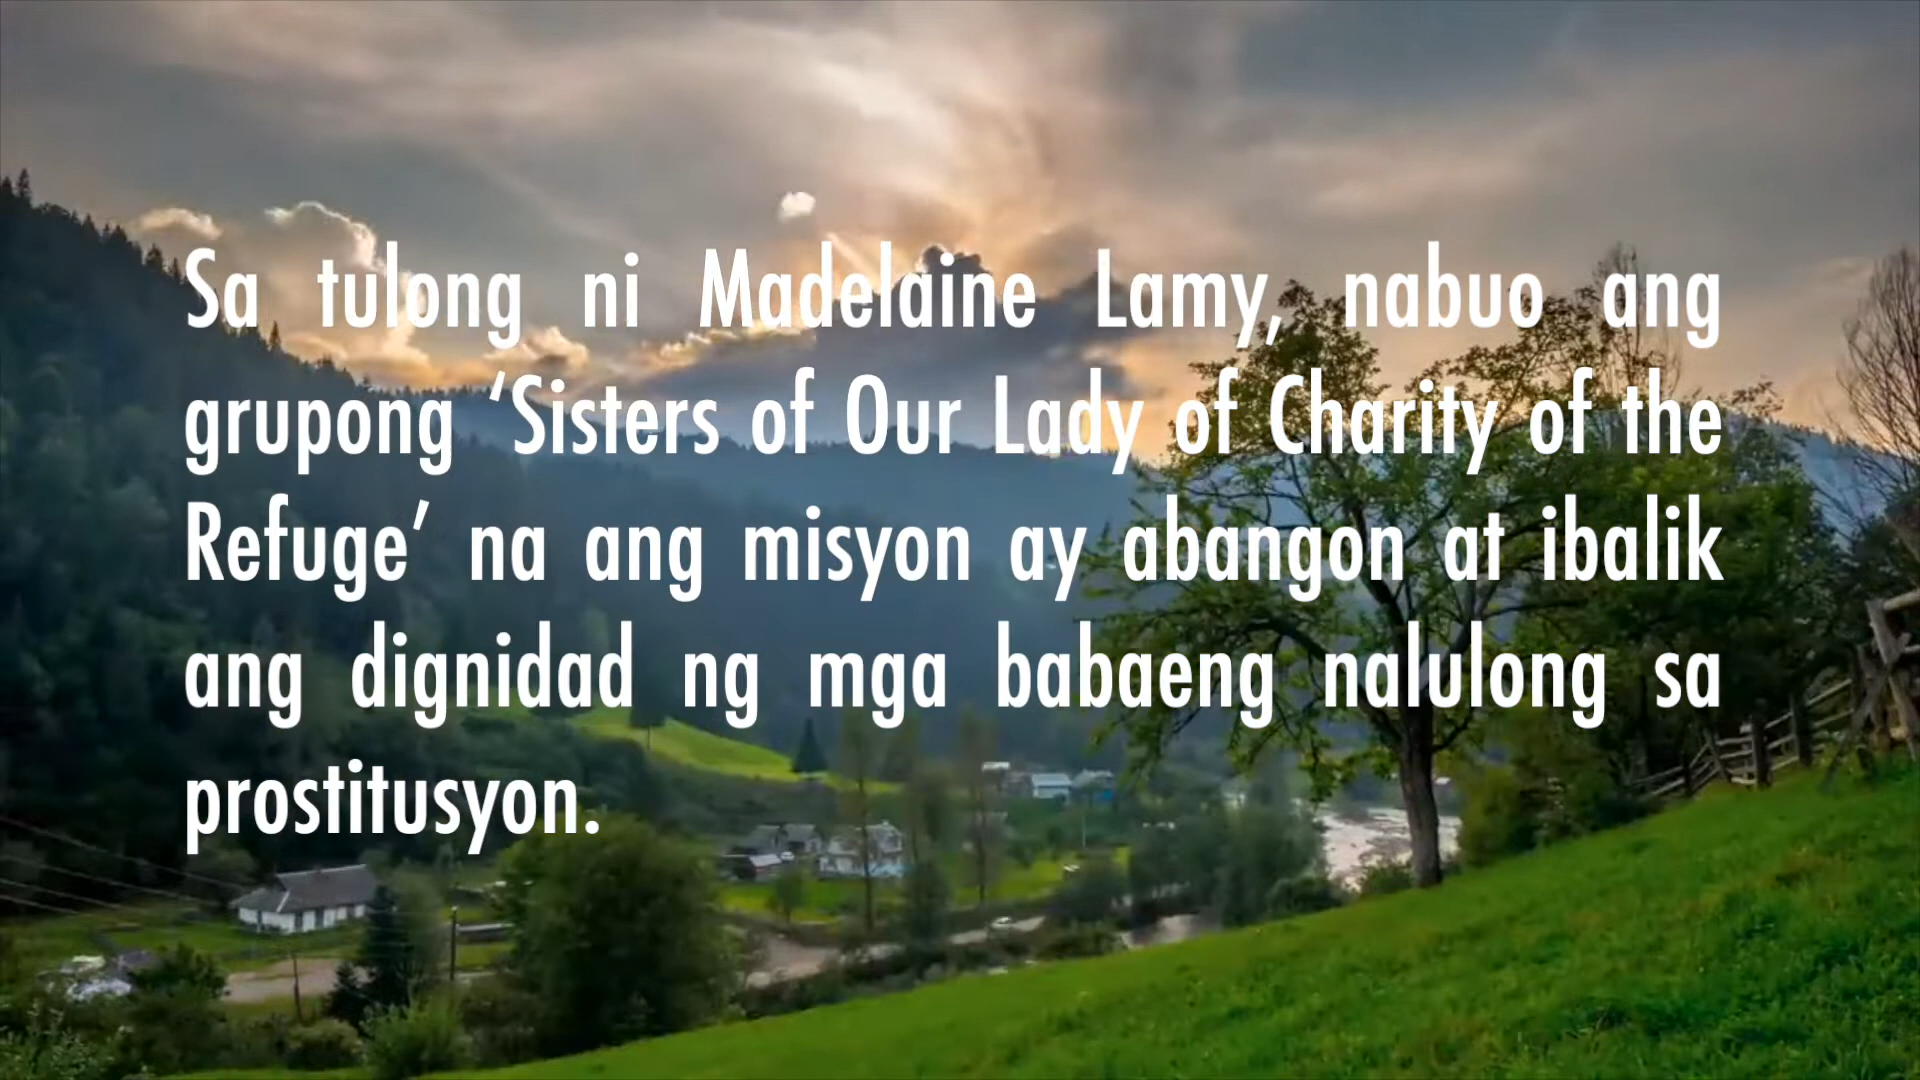 Sa tulong ni Madelaine Lamy, nabuo ang
grupong ‘Sisters of Our Lady of Charity of the
Refuge’ na ang misyon ay abangon at ibalik
ang dignidad ng mga babaeng nalulong sa
prostitusyon.